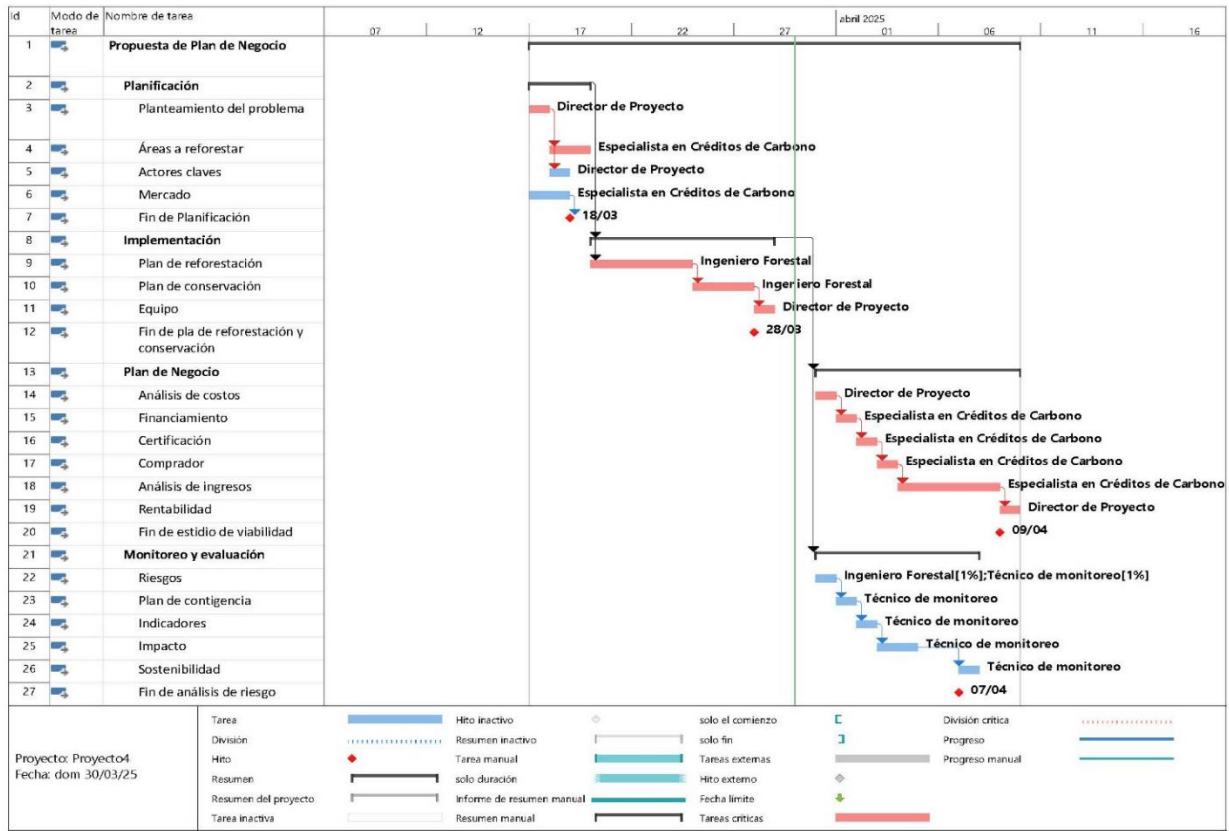 Id Modo de tarea Nombre de tarea
abril 2025
07 12 17 22 27 01 06 11 16
1 Propuesta de Plan de Negocio
2 Planificación
3 Planteamiento del problema Director de Proyecto
4 Áreas a reforestar Especialista en Créditos de Carbono
5 Actores claves Director de Proyecto
6 Mercado Especialista en Créditos de Carbono
7 Fin de Planificación 18/03
8 Implementación
9 Plan de reforestación Ingeniero Forestal
10 Plan de conservación Ingeniero Forestal
11 Equipo Director de Proyecto
12 Fin de pla de reforestación y 28/03
conservación
13 Plan de Negocio
14 Análisis de costos Director de Proyecto
15 Financiamiento Especialista en Créditos de Carbono
16 Certificación Especialista en Créditos de Carbono
17 Comprador Especialista en Créditos de Carbono
18 Análisis de ingresos Especialista en Créditos de Carbono
19 Rentabilidad Director de Proyecto
20 Fin de estidio de viabilidad 09/04
21 Monitoreo y evaluación
22 Riesgos Ingeniero Forestal[1%];Técnico de monitoreo[1%]
23 Plan de contigencia Técnico de monitoreo
24 Indicadores Técnico de monitoreo
25 Impacto Técnico de monitoreo
26 Sostenibilidad Técnico de monitoreo
27 Fin de análisis de riesgo 07/04
Proyecto: Proyecto4
Fecha: dom 30/03/25
Tarea Hito inactivo solo el comienzo División crítica
División Resumen inactivo solo fin Progreso
Hito Tarea manual Tareas externas Progreso manual
Resumen solo duración Hito externo
Resumen del proyecto Informe de resumen manual Fecha límite
Tarea inactiva Resumen manual Tareas críticas